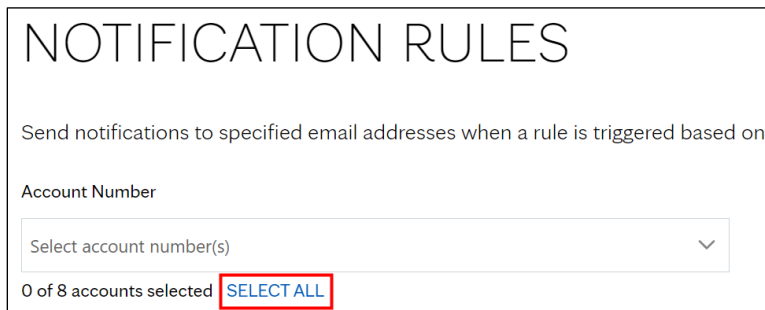 NOTIFICATION RULES
Send notifications to specified email addresses when a rule is triggered based on
Account Number
Select account number(s)
0 of 8 accounts selected SELECT ALL